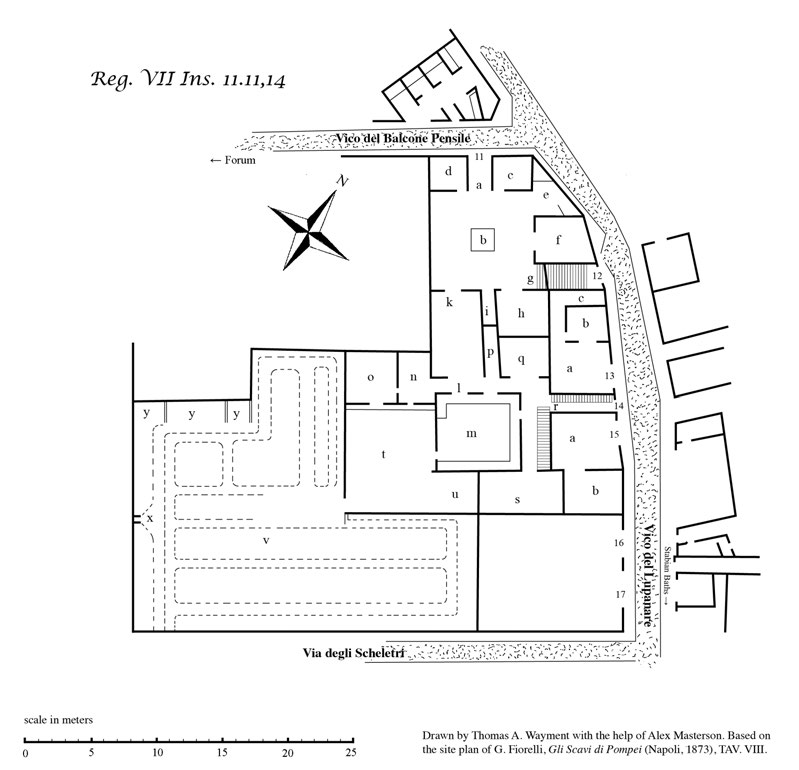 Reg. VII Ins. 11.11,14
Vico del Balcone Pensile
← Forum
N
11
d
a
c
e
b
f
g
12
k
i
h
c
b
p
q
a
o
n
l
13
r
14
y
y
y
m
a
15
t
u
s
b
x
v
16
17
Vico del Lupanare
Stabian Baths →
Via degli Scheletri
scale in meters
0 5 10 15 20 25
Drawn by Thomas A. Wayment with the help of Alex Masterson. Based on
the site plan of G. Fiorelli, Gli Scavi di Pompei (Napoli, 1873), TAV. VIII.